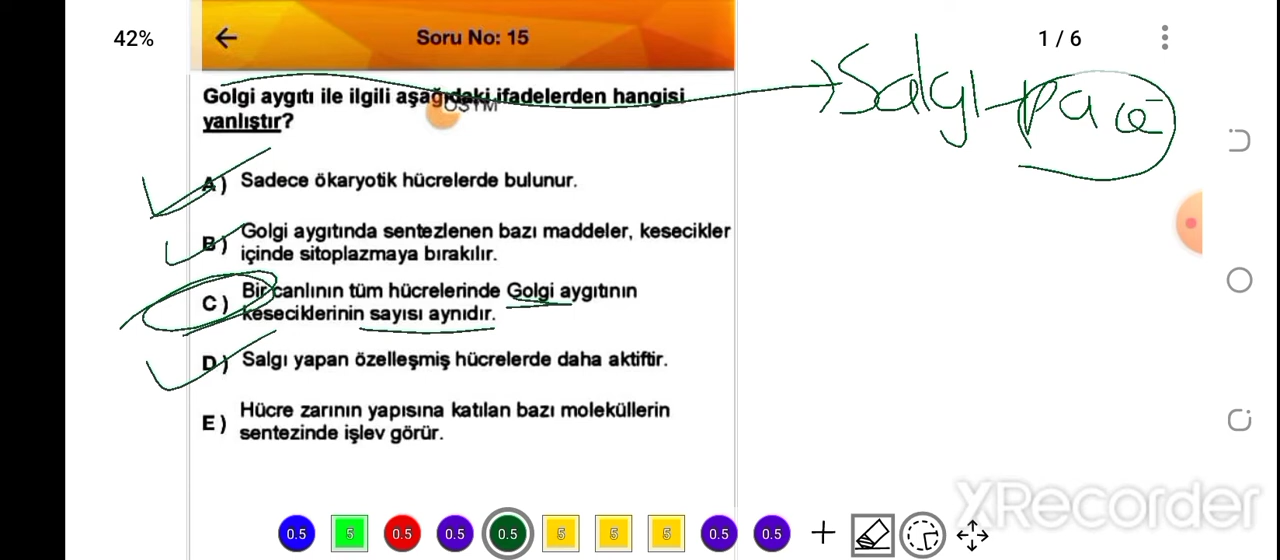 42%
Soru No: 15
1 / 6
Golgi aygıtı ile ilgili aşağıdaki ifadelerden hangisi
yanlıştır?
ÖSYM
Salgı
A) Sadece ökaryotik hücrelerde bulunur.
B) Golgi aygıtında sentezlenen bazı maddeler, kesecikler
içinde sitoplazmaya bırakılır.
C) Bir canlının tüm hücrelerinde Golgi aygıtının
keseciklerinin sayısı aynıdır.
D) Salgı yapan özelleşmiş hücrelerde daha aktiftir.
E) Hücre zarının yapısına katılan bazı moleküllerin
sentezinde işlev görür.
0.5 5 0.5 0.5 0.5 5 5 5 0.5 0.5
XRecorder